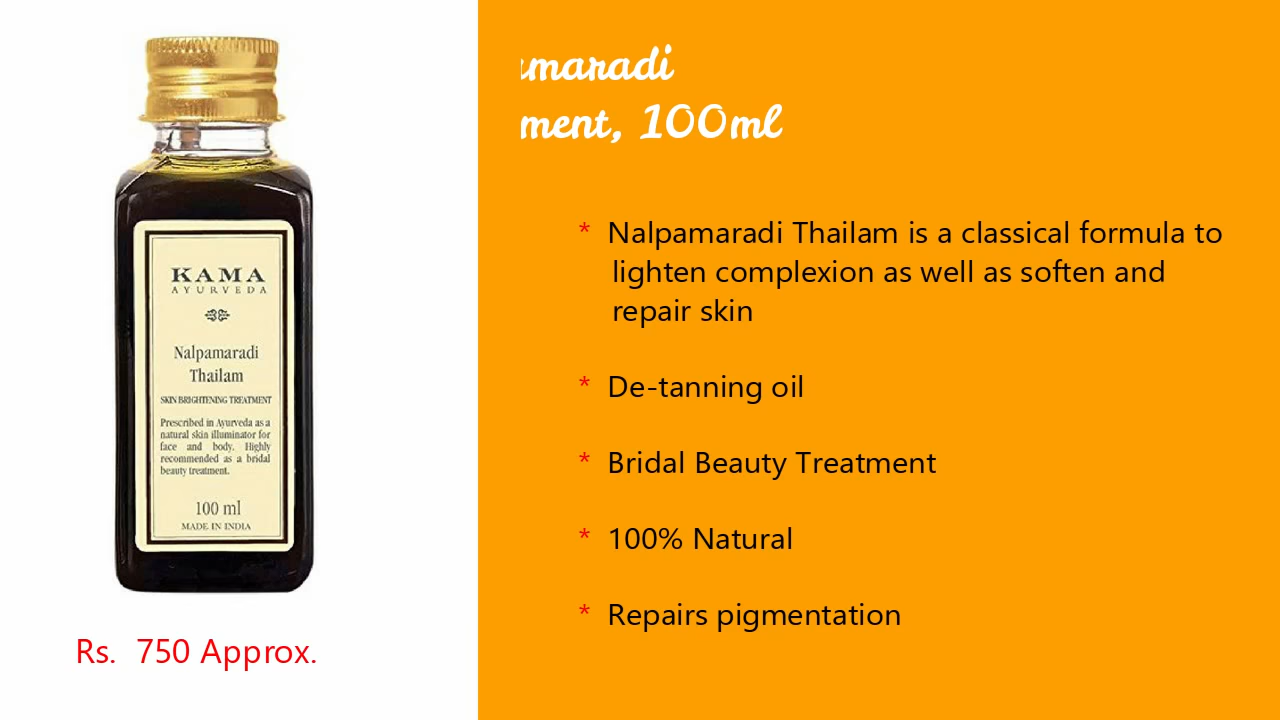 KAMA
AYURVEDA
Nalpamaradi
Thailam
SKIN BRIGHTENING TREATMENT
Prescribed in Ayurveda as a
natural skin illuminator for
face and body. Highly
recommended as a bridal
beauty treatment.
100 ml
MADE IN INDIA
Rs. 750 Approx.
maradi
ment, 100ml
* Nalpamaradi Thailam is a classical formula to
lighten complexion as well as soften and
repair skin
* De-tanning oil
* Bridal Beauty Treatment
* 100% Natural
* Repairs pigmentation